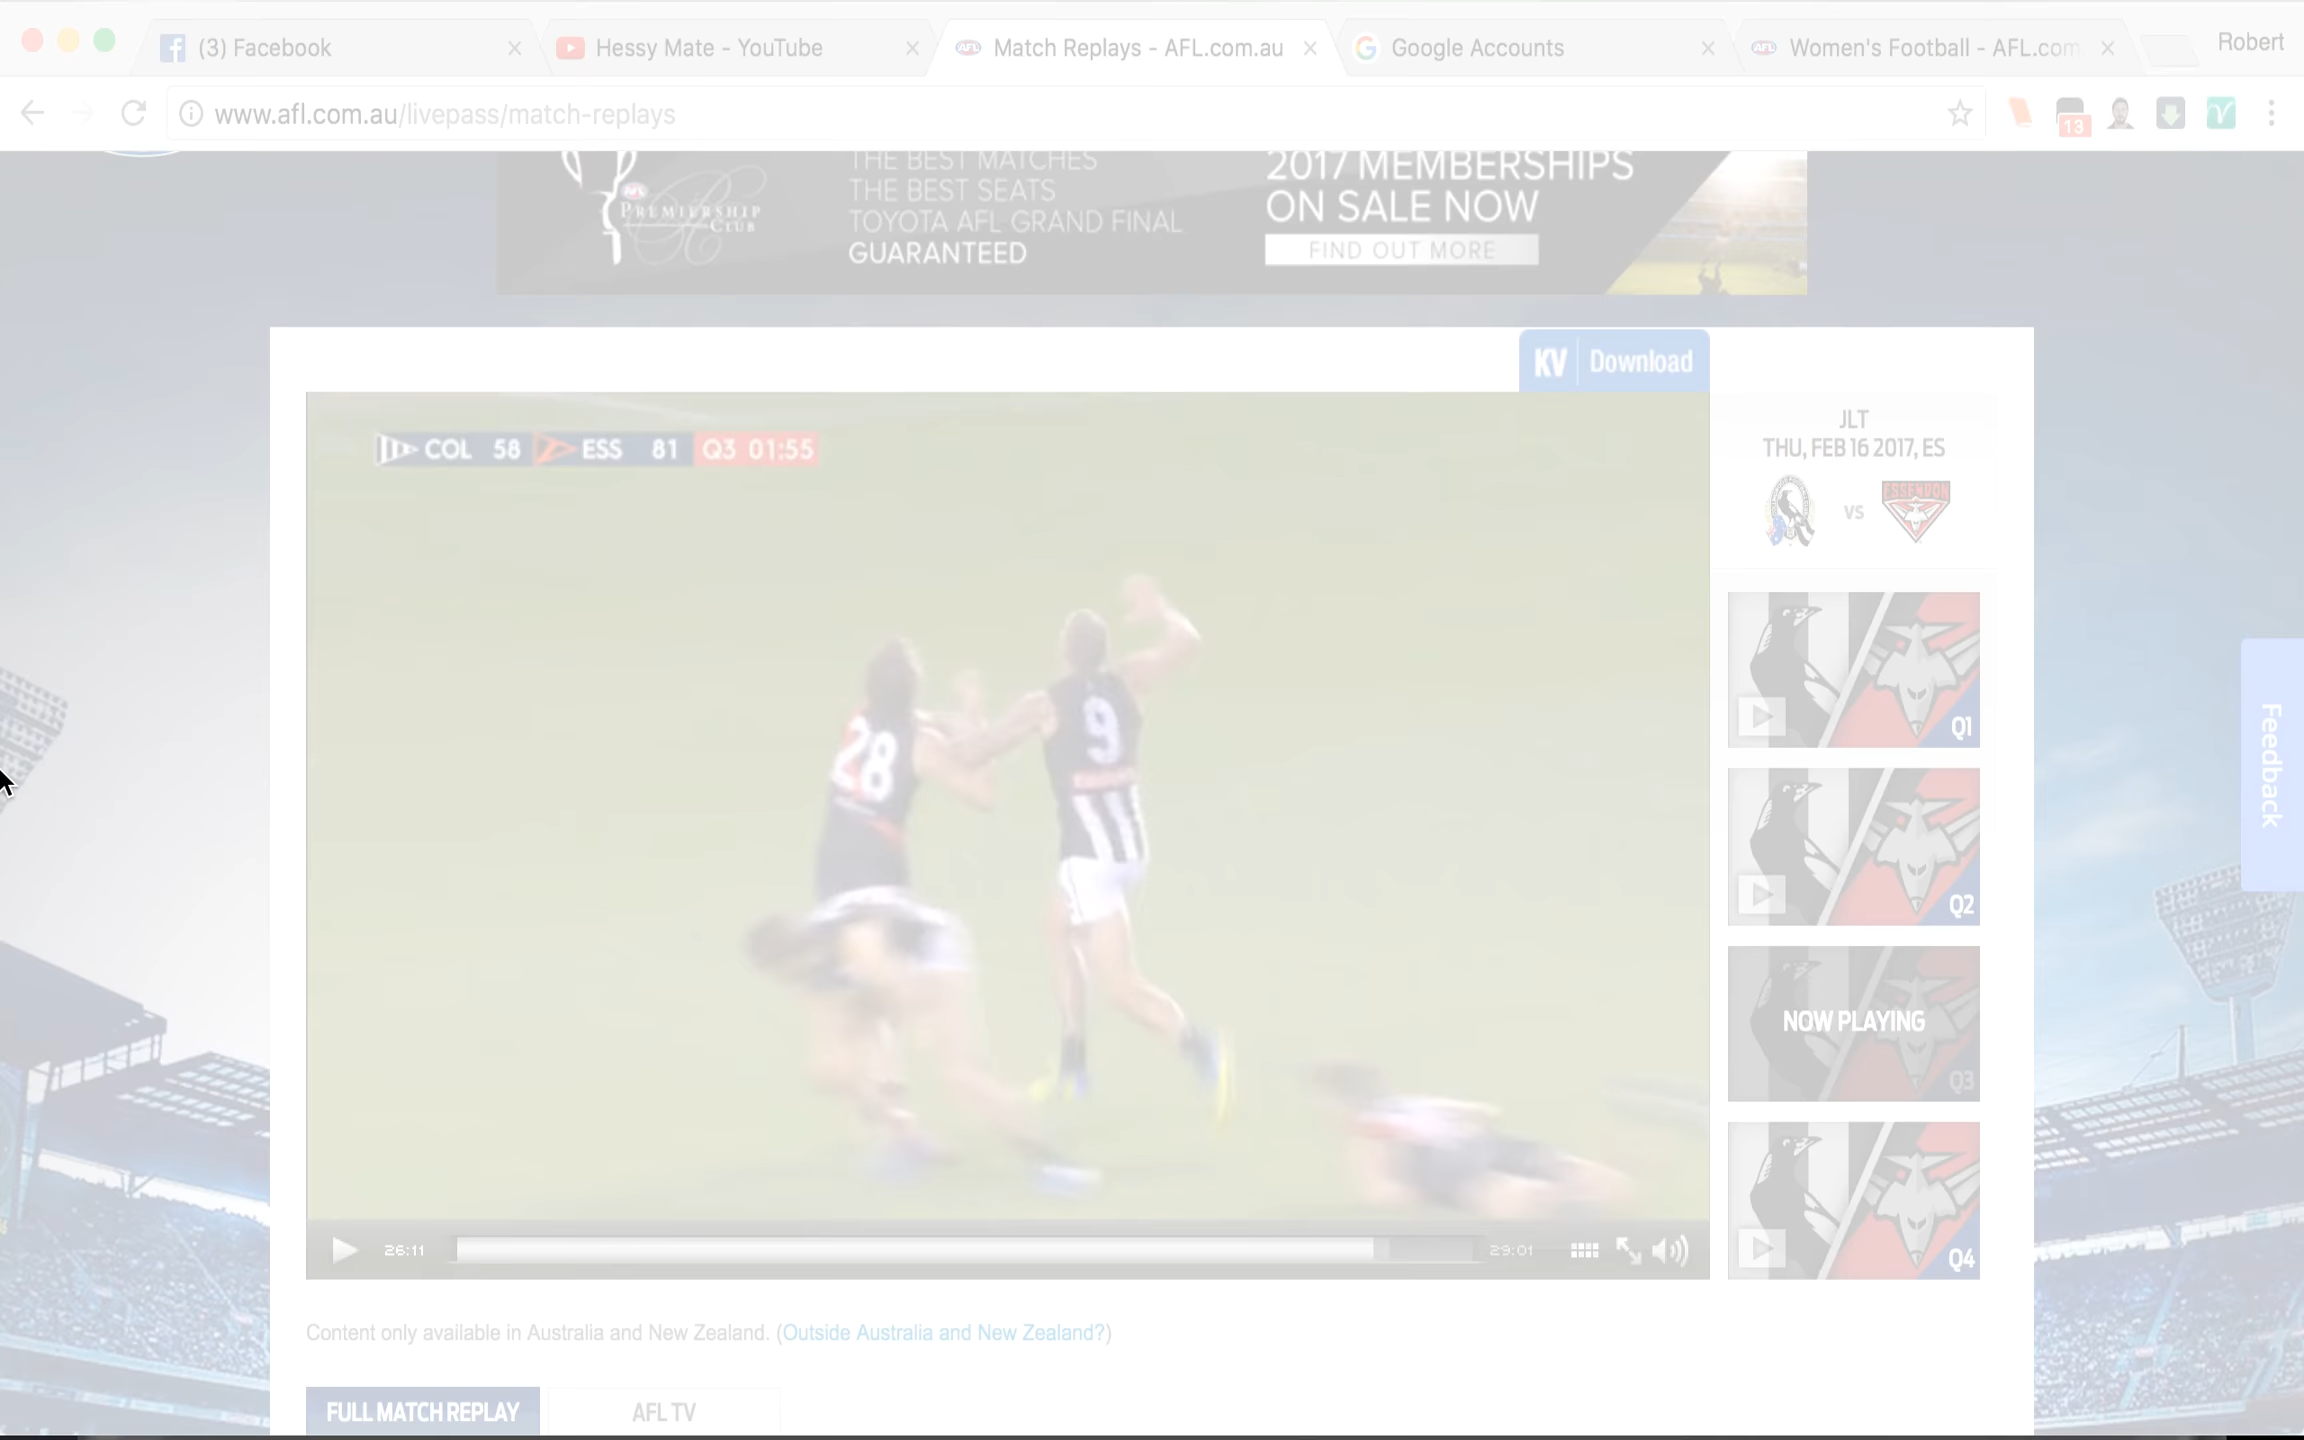 (3) Facebook
Hessy Mate - YouTube
Match Replays - AFL.com.au
Google Accounts
Women's Football - AFL.com
Robert
www.afl.com.au/livepass/match-replays
13
THE BEST MATCHES
THE BEST SEATS
TOYOTA AFL GRAND FINAL
GUARANTEED
AFL
PREMIERSHIP
CLUB
2017 MEMBERSHIPS
ON SALE NOW
FIND OUT MORE
KV Download
COL 58 ESS 81 Q3 01:55
28
9
JLT
THU, FEB 16 2017, ES
VS
ESSENDON
Q1
Q2
NOW PLAYING
Q3
Q4
Feedback
26:11
29:01
Content only available in Australia and New Zealand. (Outside Australia and New Zealand?)
FULL MATCH REPLAY
AFL TV